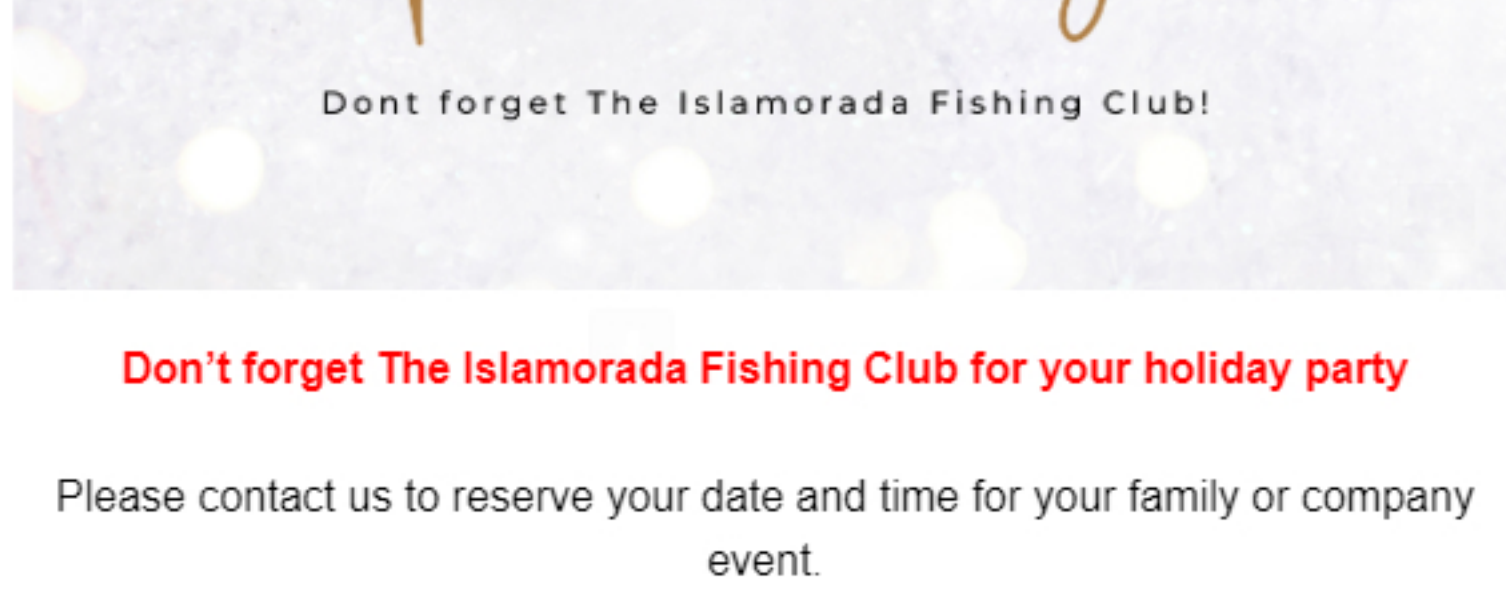 Dont forget The Islamorada Fishing Club!
Don’t forget The Islamorada Fishing Club for your holiday party
Please contact us to reserve your date and time for your family or company
event.